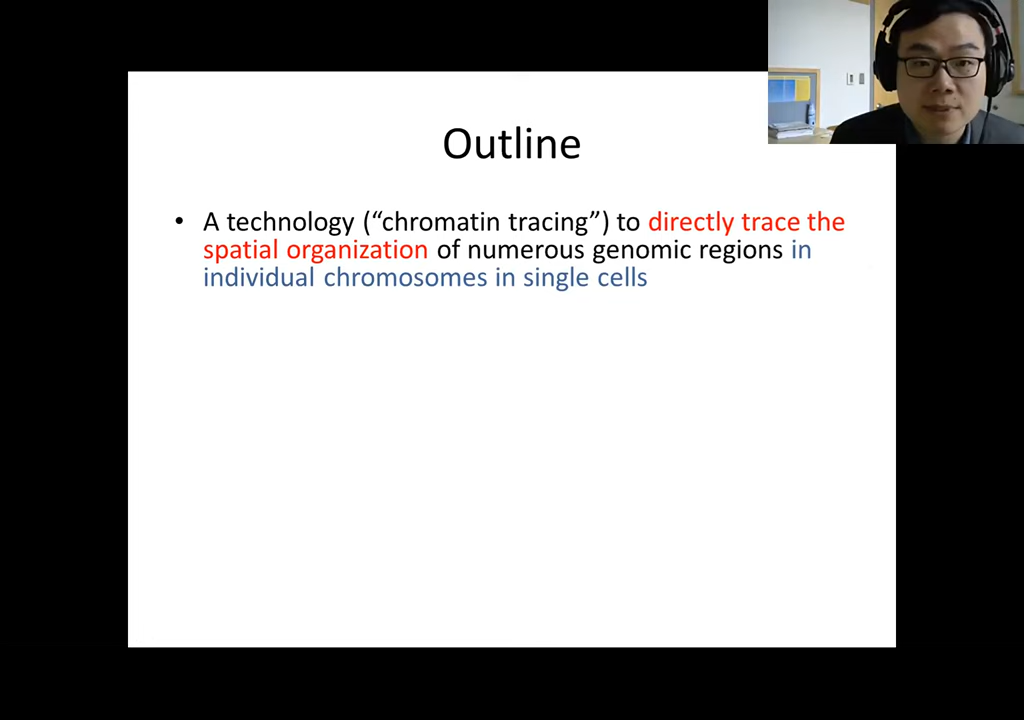 Outline
• A technology (“chromatin tracing”) to directly trace the
spatial organization of numerous genomic regions in
individual chromosomes in single cells